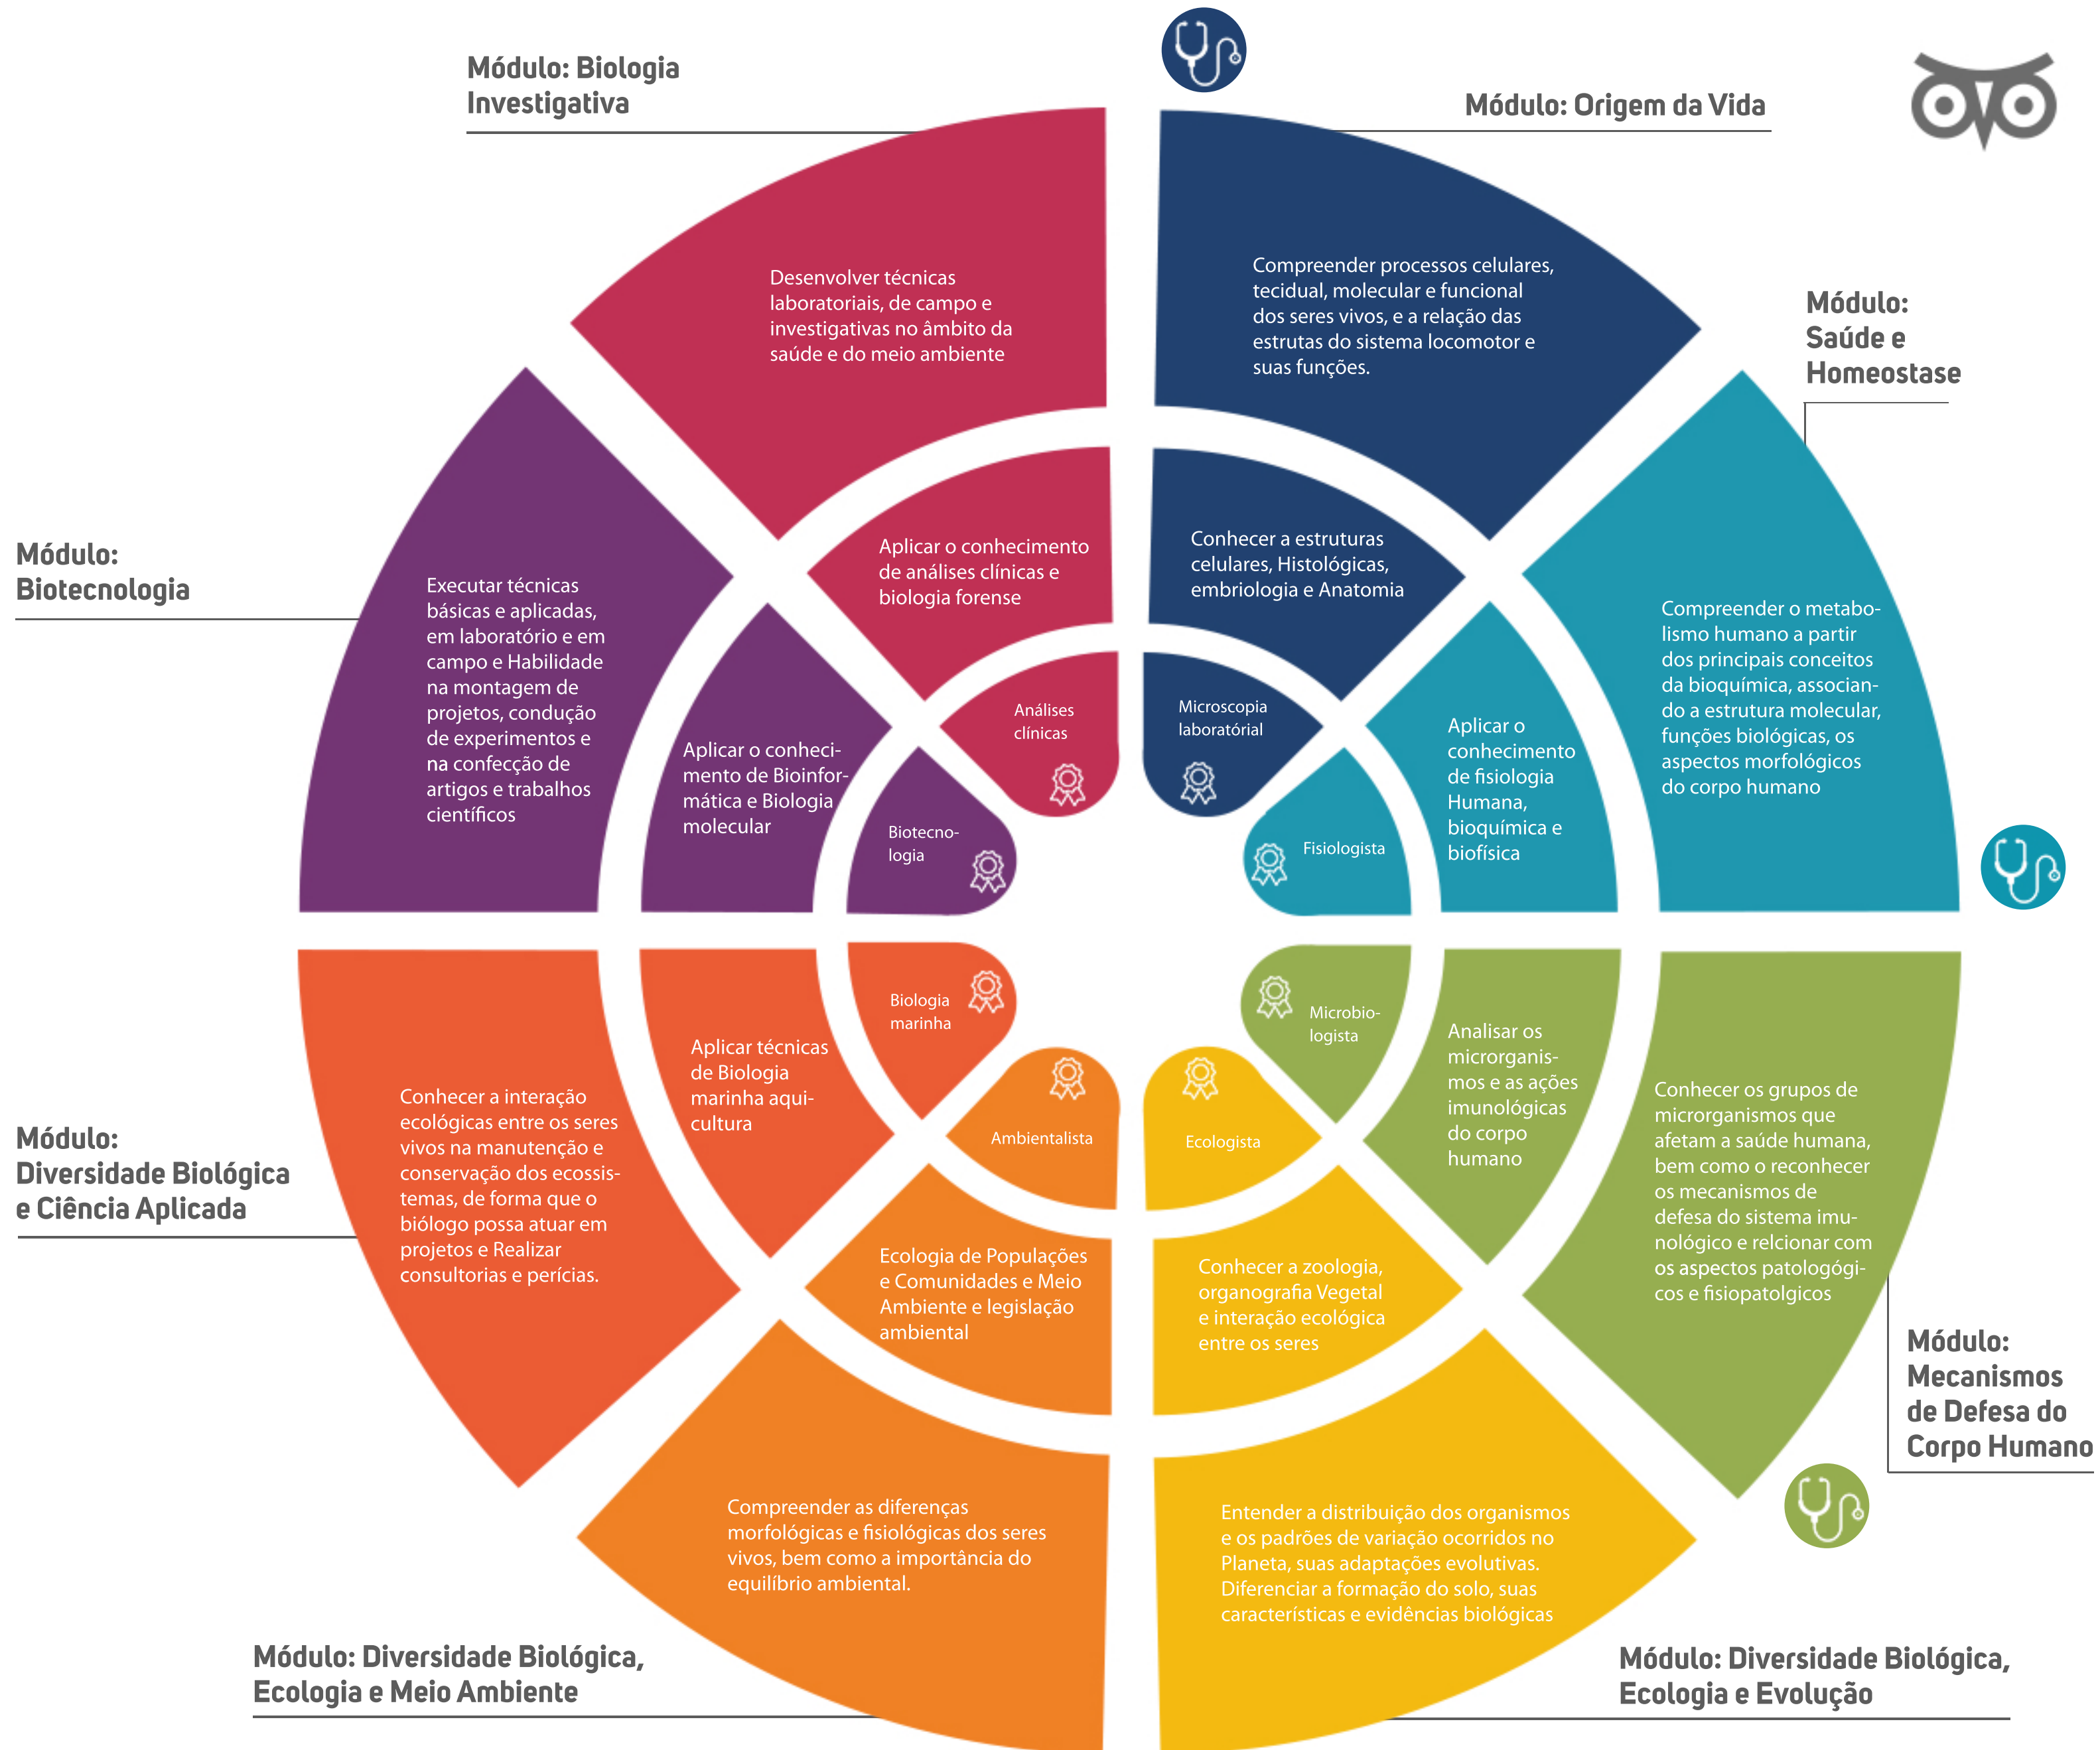 Módulo: Biologia
Investigativa
Módulo: Origem da Vida
Desenvolver técnicas
laboratoriais, de campo e
investigativas no âmbito da
saúde e do meio ambiente
Compreender processos celulares,
tecidual, molecular e funcional
dos seres vivos, e a relação das
estrutas do sistema locomotor e
suas funções.
Módulo:
Saúde e
Homeostase
Aplicar o conhecimento
de análises clínicas e
biologia forense
Conhecer a estruturas
celulares, Histológicas,
embriologia e Anatomia
Módulo:
Biotecnologia
Executar técnicas
básicas e aplicadas,
em laboratório e em
campo e Habilidade
na montagem de
projetos, condução
de experimentos e
na confecção de
artigos e trabalhos
científicos
Aplicar o conheci-
mento de Bioinfor-
mática e Biologia
molecular
Biotecno-
logia
Análises
clínicas
Microscopia
laboratórial
Fisiologista
Aplicar o
conhecimento
de fisiologia
Humana,
bioquímica e
biofísica
Compreender o metabo-
lismo humano a partir
dos principais conceitos
da bioquímica, associan-
do a estrutura molecular,
funções biológicas, os
aspectos morfológicos
do corpo humano
Módulo:
Diversidade Biológica
e Ciência Aplicada
Conhecer a interação
ecológicas entre os seres
vivos na manutenção e
conservação dos ecossis-
temas, de forma que o
biólogo possa atuar em
projetos e Realizar
consultorias e perícias.
Aplicar técnicas
de Biologia
marinha aqui-
cultura
Biologia
marinha
Ambientalista
Ecologista
Microbio-
logista
Analisar os
microrganis-
mos e as ações
imunológicas
do corpo
humano
Conhecer os grupos de
microrganismos que
afetam a saúde humana,
bem como o reconhecer
os mecanismos de
defesa do sistema imu-
nológico e relcionar com
os aspectos patologógi-
cos e fisiopatolgicos
Ecologia de Populações
e Comunidades e Meio
Ambiente e legislação
ambiental
Conhecer a zoologia,
organografia Vegetal
e interação ecológica
entre os seres
Módulo:
Mecanismos
de Defesa do
Corpo Humano
Compreender as diferenças
morfológicas e fisiológicas dos seres
vivos, bem como a importância do
equilíbrio ambiental.
Entender a distribuição dos organismos
e os padrões de variação ocorridos no
Planeta, suas adaptações evolutivas.
Diferenciar a formação do solo, suas
características e evidências biológicas
Módulo: Diversidade Biológica,
Ecologia e Meio Ambiente
Módulo: Diversidade Biológica,
Ecologia e Evolução